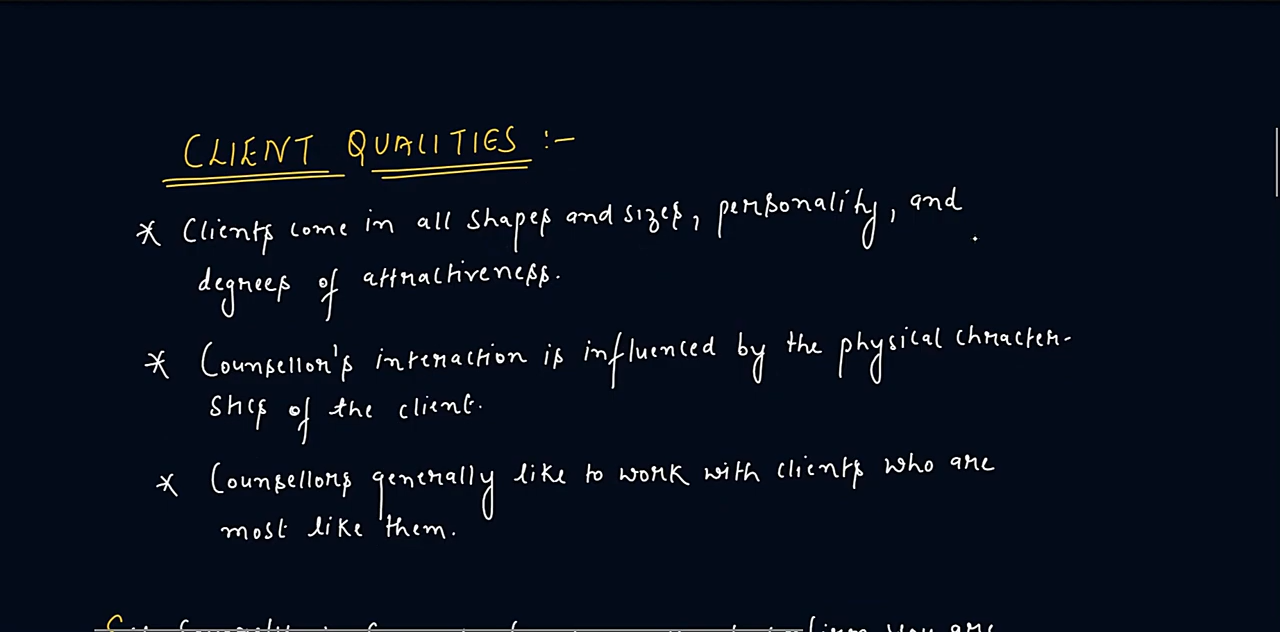 CLIENT QUALITIES :-
* Clients come in all shapes and sizes, personality, and
degrees of attractiveness.
* Counsellor's interaction is influenced by the physical chracter-
stics of the client.
* Counsellors generally like to work with clients who are
most like them.